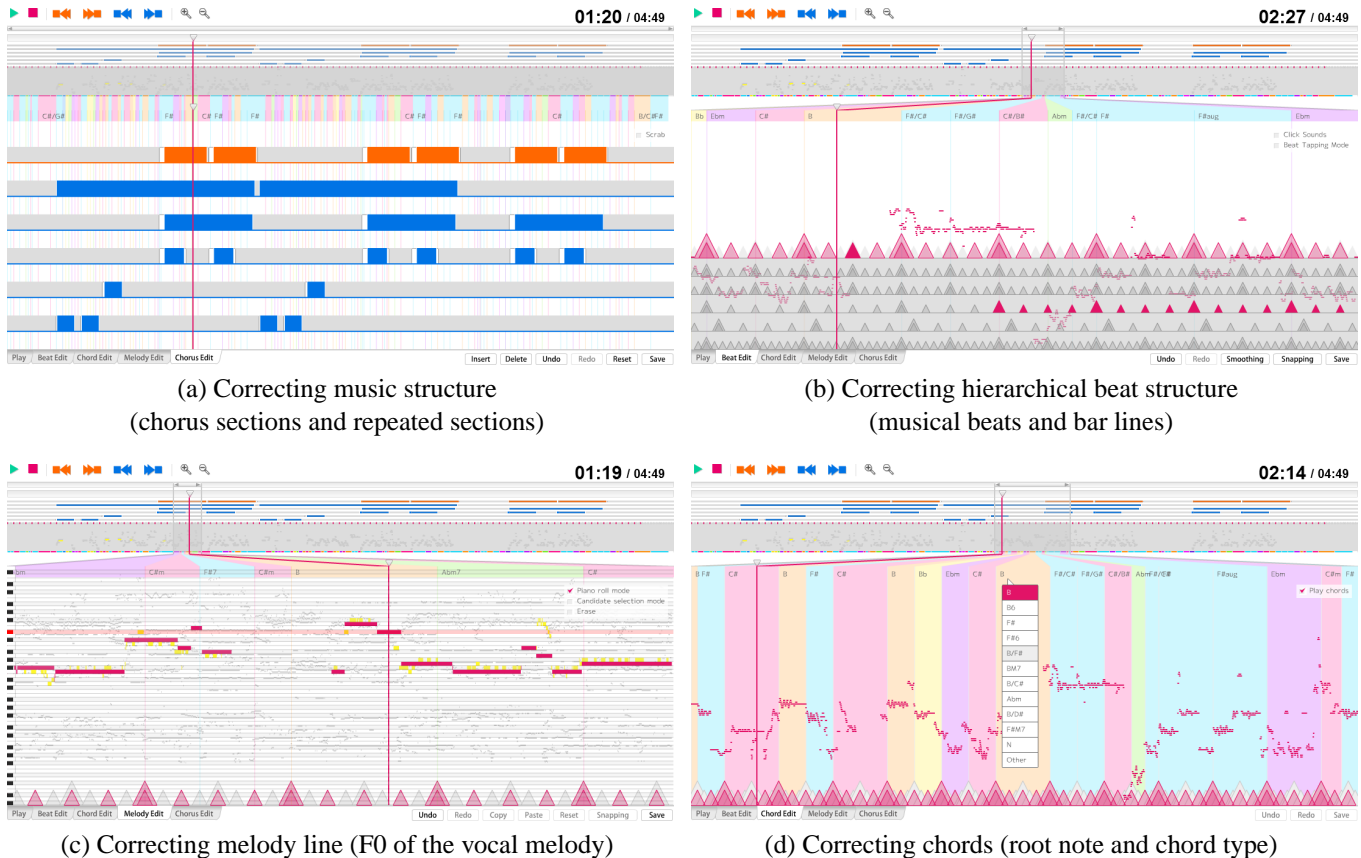 01:20 / 04:49
C#/G# F# C# F# C# F# F# C# F# B/C#F#
Scrab
Play Beat Edit Chord Edit Melody Edit Chorus Edit Insert Delete Undo Redo Reset Save
(a) Correcting music structure
(chorus sections and repeated sections)
02:27 / 04:49
Bb Ebm C# B F#/C# F#/G# C#/B# Abm F#/C# F# F#aug Ebm
Click Sounds
Beat Tapping Mode
Play Beat Edit Chord Edit Melody Edit Chorus Edit Undo Redo Smoothing Snapping Save
(b) Correcting hierarchical beat structure
(musical beats and bar lines)
01:19 / 04:49
C#m F#7 C#m B Abm7 C#
Piano roll mode
Candidate selection mode
Erase
Play Beat Edit Chord Edit Melody Edit Chorus Edit Undo Redo Copy Paste Reset Snapping Save
(c) Correcting melody line (F0 of the vocal melody)
02:14 / 04:49
B F# C# B F# C# B Bb Ebm C# B F#/C# F#/G# C#/B# F#aug Ebm C#m F#
Play chords
B
B6
F#
F#6
B/F#
BM7
B/C#
Abm
B/D#
F#M7
N
Other
Play Beat Edit Chord Edit Melody Edit Chorus Edit Undo Redo Save
(d) Correcting chords (root note and chord type)